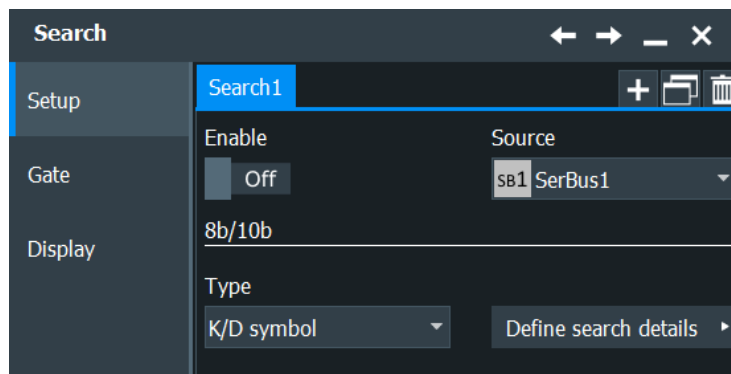 Search
Setup
Gate
Display
Search1
Enable
Off
Source
SB1 SerBus1
8b/10b
Type
K/D symbol
Define search details